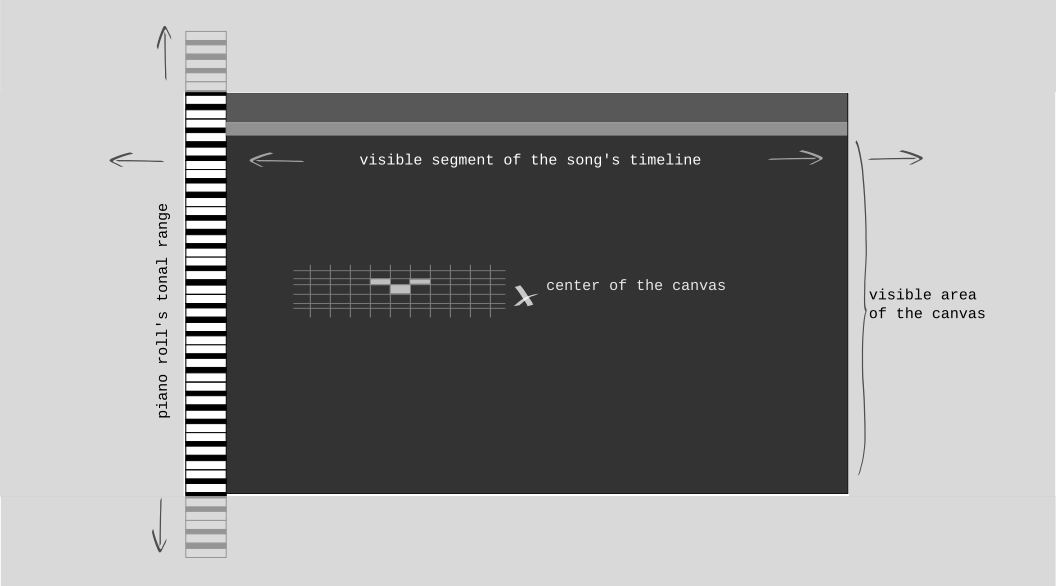 visible segment of the song's timeline
piano roll's tonal range
center of the canvas
visible area
of the canvas